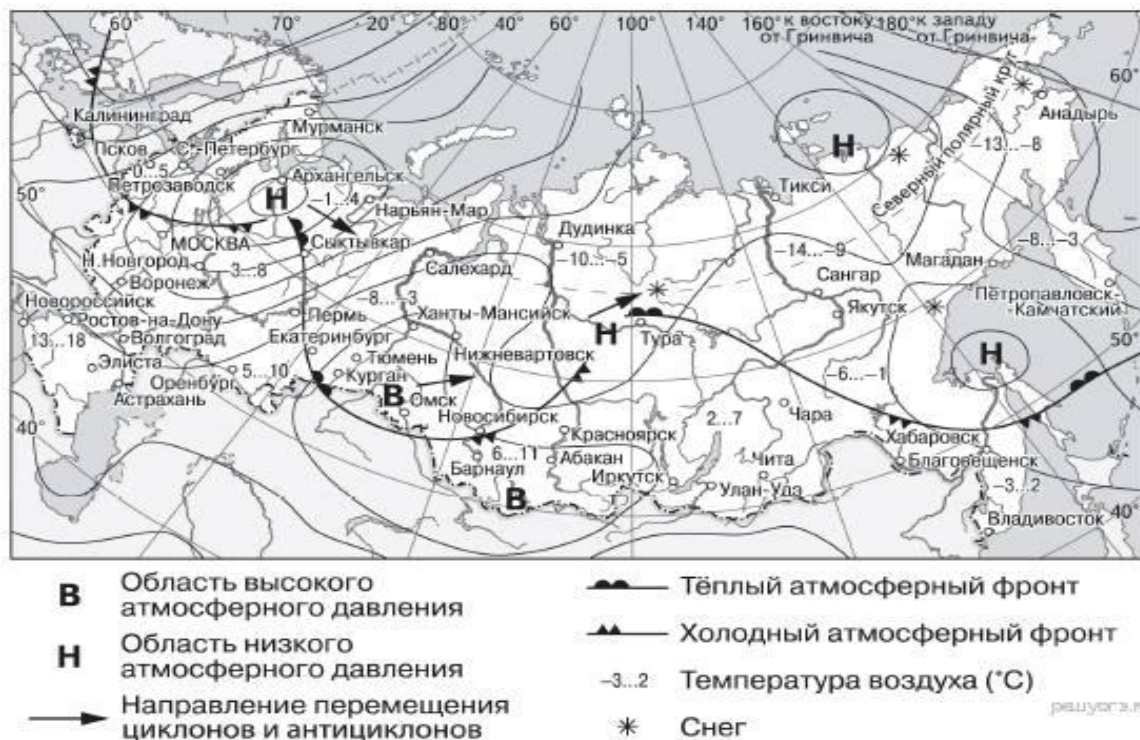 60° 70° 20° 40° 60° 100° 140° 160° к востоку от Гринвича 180° к западу от Гринвича
60°
Северный полярный круг
Калининград
Мурманск
Анадырь
Псков
С.-Петербург
-13...-8
0...5
Н
Петрозаводск
Архангельск
50°
Н
-1...4
Нарьян-Мар
Тикси
Дудинка
МОСКВА
Сыктывкар
-14...-9
-8...-3
-10...-5
Н.Новгород
-3...8
Салехард
Магадан
Сангар
Воронеж
-8...-3
Новороссийск
Ханты-Мансийск
Якутск
Петропавловск-
-Камчатский
Ростов-на-Дону
Пермь
Н
Тура
13...18
Волгоград
Екатеринбург
Нижневартовск
Н
50°
Элиста
Тюмень
-6...-1
Оренбург
5...10
Курган
Астрахань
В
Омск
Чара
Новосибирск
2...7
40°
Красноярск
Хабаровск
6...11
Барнаул
Абакан
Чита
Благовещенск
Иркутск
В
Улан-Удэ
-3...2
40°
Владивосток
В Область высокого
атмосферного давления
Н Область низкого
атмосферного давления
Направление перемещения
циклонов и антициклонов
Тёплый атмосферный фронт
Холодный атмосферный фронт
–3...2 Температура воздуха (°C)
Снег